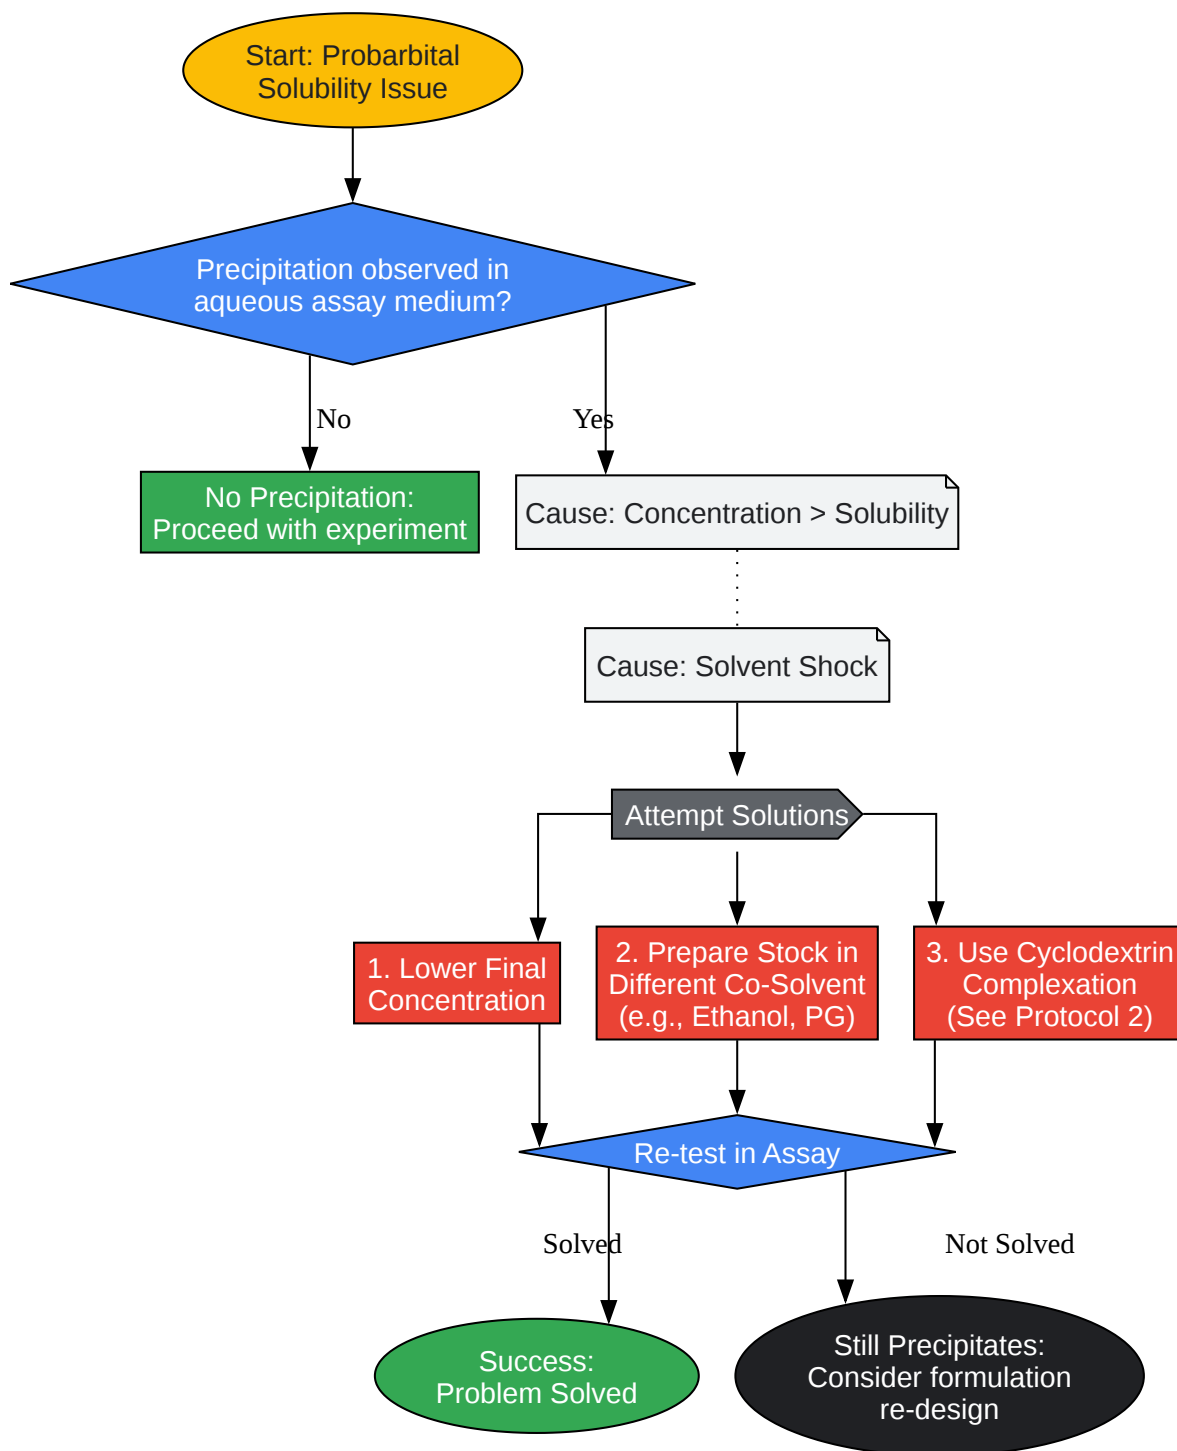 Start: Probarbital
Solubility Issue
Precipitation observed in
aqueous assay medium?
No
Yes
No Precipitation:
Proceed with experiment
Cause: Concentration > Solubility
Cause: Solvent Shock
Attempt Solutions
1. Lower Final
Concentration
2. Prepare Stock in
Different Co-Solvent
(e.g., Ethanol, PG)
3. Use Cyclodextrin
Complexation
(See Protocol 2)
Re-test in Assay
Solved
Not Solved
Success:
Problem Solved
Still Precipitates:
Consider formulation
re-design